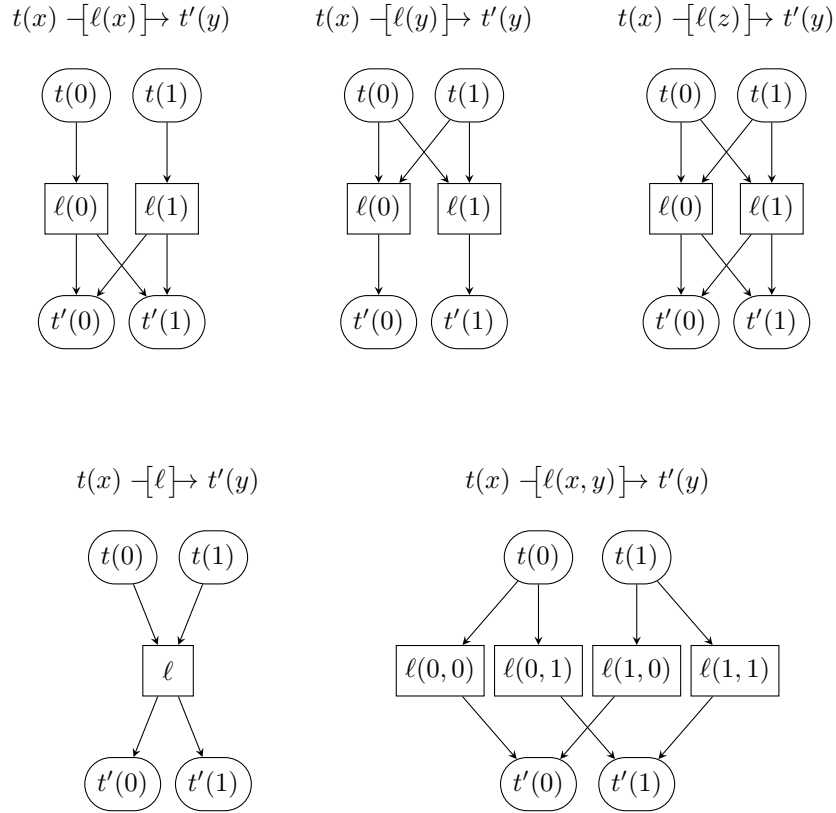 t(x) –[ℓ(x)]→ t′(y) t(x) –[ℓ(y)]→ t′(y) t(x) –[ℓ(z)]→ t′(y)
t(0) t(1) t(0) t(1) t(0) t(1)
ℓ(0) ℓ(1) ℓ(0) ℓ(1) ℓ(0) ℓ(1)
t′(0) t′(1) t′(0) t′(1) t′(0) t′(1)
t(x) –[ℓ]→ t′(y) t(x) –[ℓ(x, y)]→ t′(y)
t(0) t(1) t(0) t(1)
ℓ ℓ(0, 0) ℓ(0, 1) ℓ(1, 0) ℓ(1, 1)
t′(0) t′(1) t′(0) t′(1)